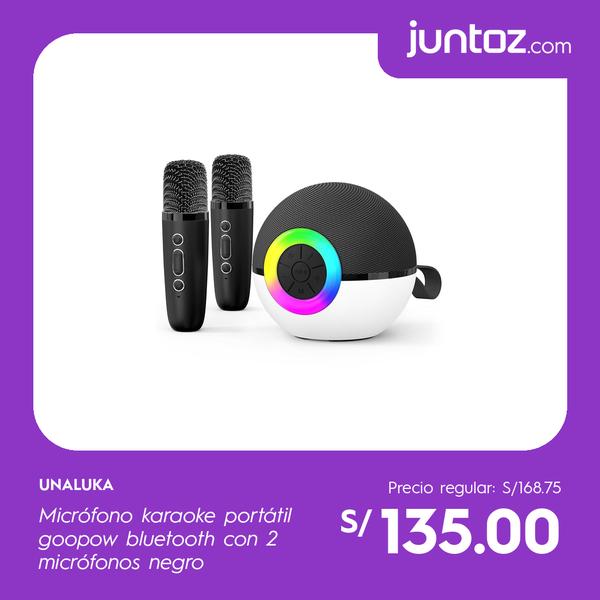 juntoz.com
UNALUKA
Micrófono karaoke portátil
goopow bluetooth con 2
micrófonos negro
Precio regular: S/168.75
S/135.00